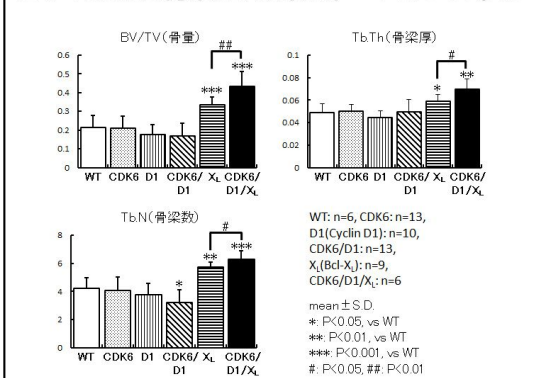 BV/TV(骨量)
##
***
***
0.6
0.5
0.4
0.3
0.2
0.1
0
WT CDK6 D1 CDK6/D1 XL CDK6/D1/XL
Tb.Th(骨梁厚)
#
**
*
0.1
0.08
0.06
0.04
0.02
0
WT CDK6 D1 CDK6/D1 XL CDK6/D1/XL
Tb.N(骨梁数)
#
***
**
*
8
6
4
2
0
WT CDK6 D1 CDK6/D1 XL CDK6/D1/XL
WT: n=6, CDK6: n=13,
D1(Cyclin D1): n=10,
CDK6/D1: n=13,
XL(Bcl-XL): n=9,
CDK6/D1/XL: n=6
mean±S.D.
*: P<0.05, vs WT
**: P<0.01, vs WT
***: P<0.001, vs WT
#: P<0.05, ##: P<0.01